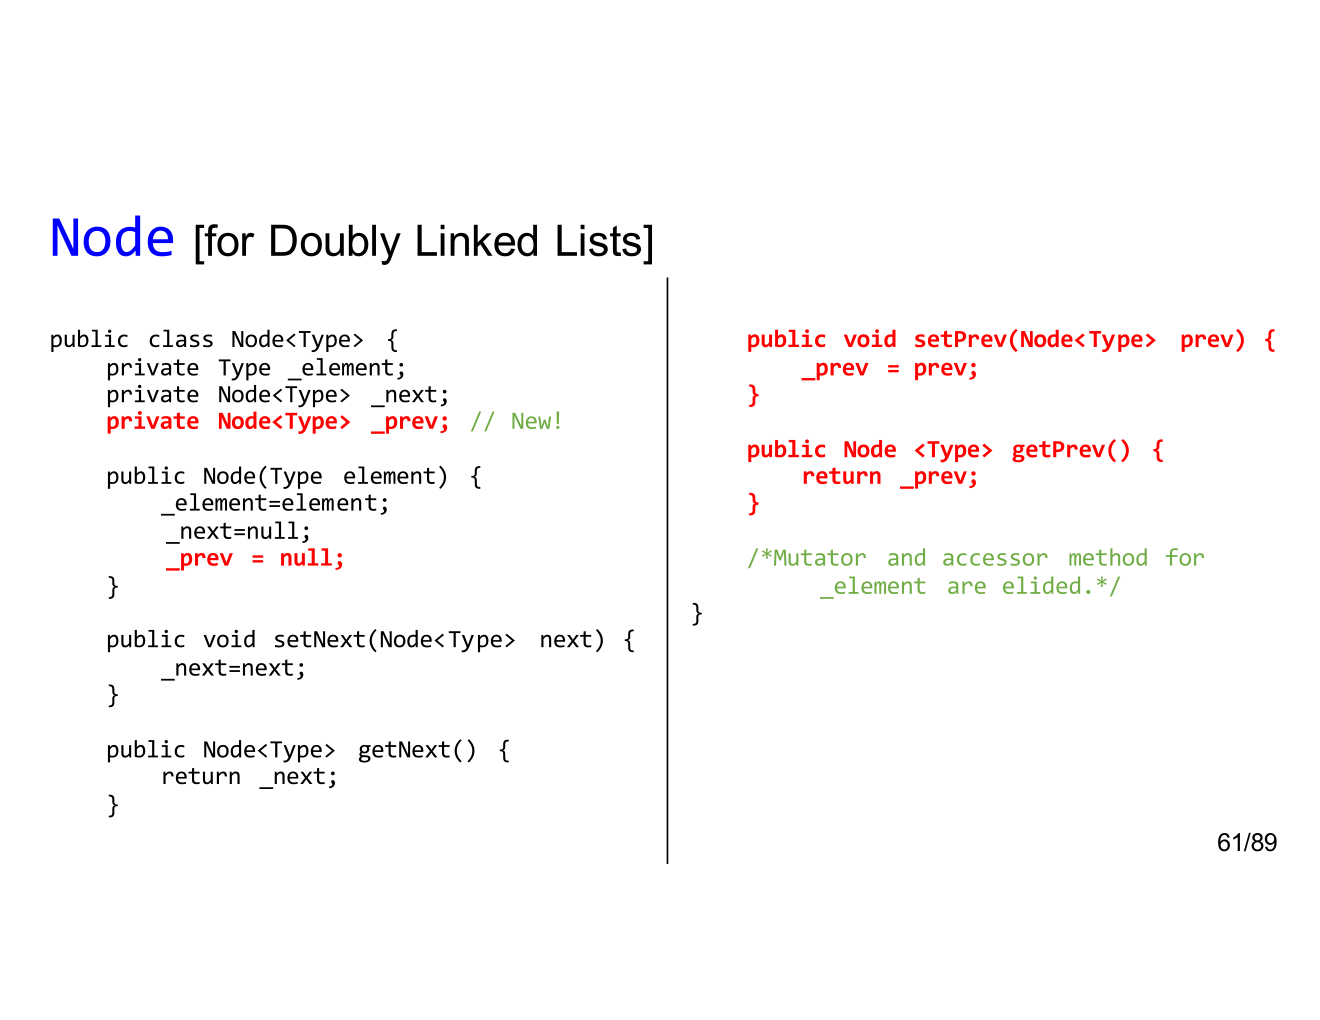 Node [for Doubly Linked Lists]
public class Node<Type> {
private Type _element;
private Node<Type> _next;
private Node<Type> _prev; // New!
public Node(Type element) {
_element=element;
_next=null;
_prev = null;
}
public void setNext(Node<Type> next) {
_next=next;
}
public Node<Type> getNext() {
return _next;
}
public void setPrev(Node<Type> prev) {
_prev = prev;
}
public Node <Type> getPrev() {
return _prev;
}
/*Mutator and accessor method for
_element are elided.*/
}
61/89